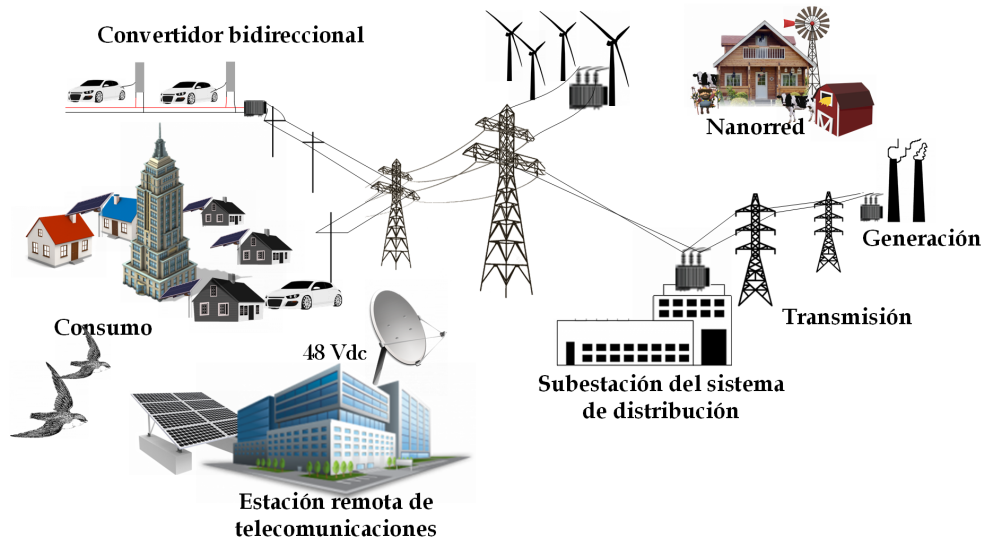 Convertidor bidireccional
Nanorred
Generación
Transmisión
Consumo
48 Vdc
Subestación del sistema
de distribución
Estación remota de
telecomunicaciones